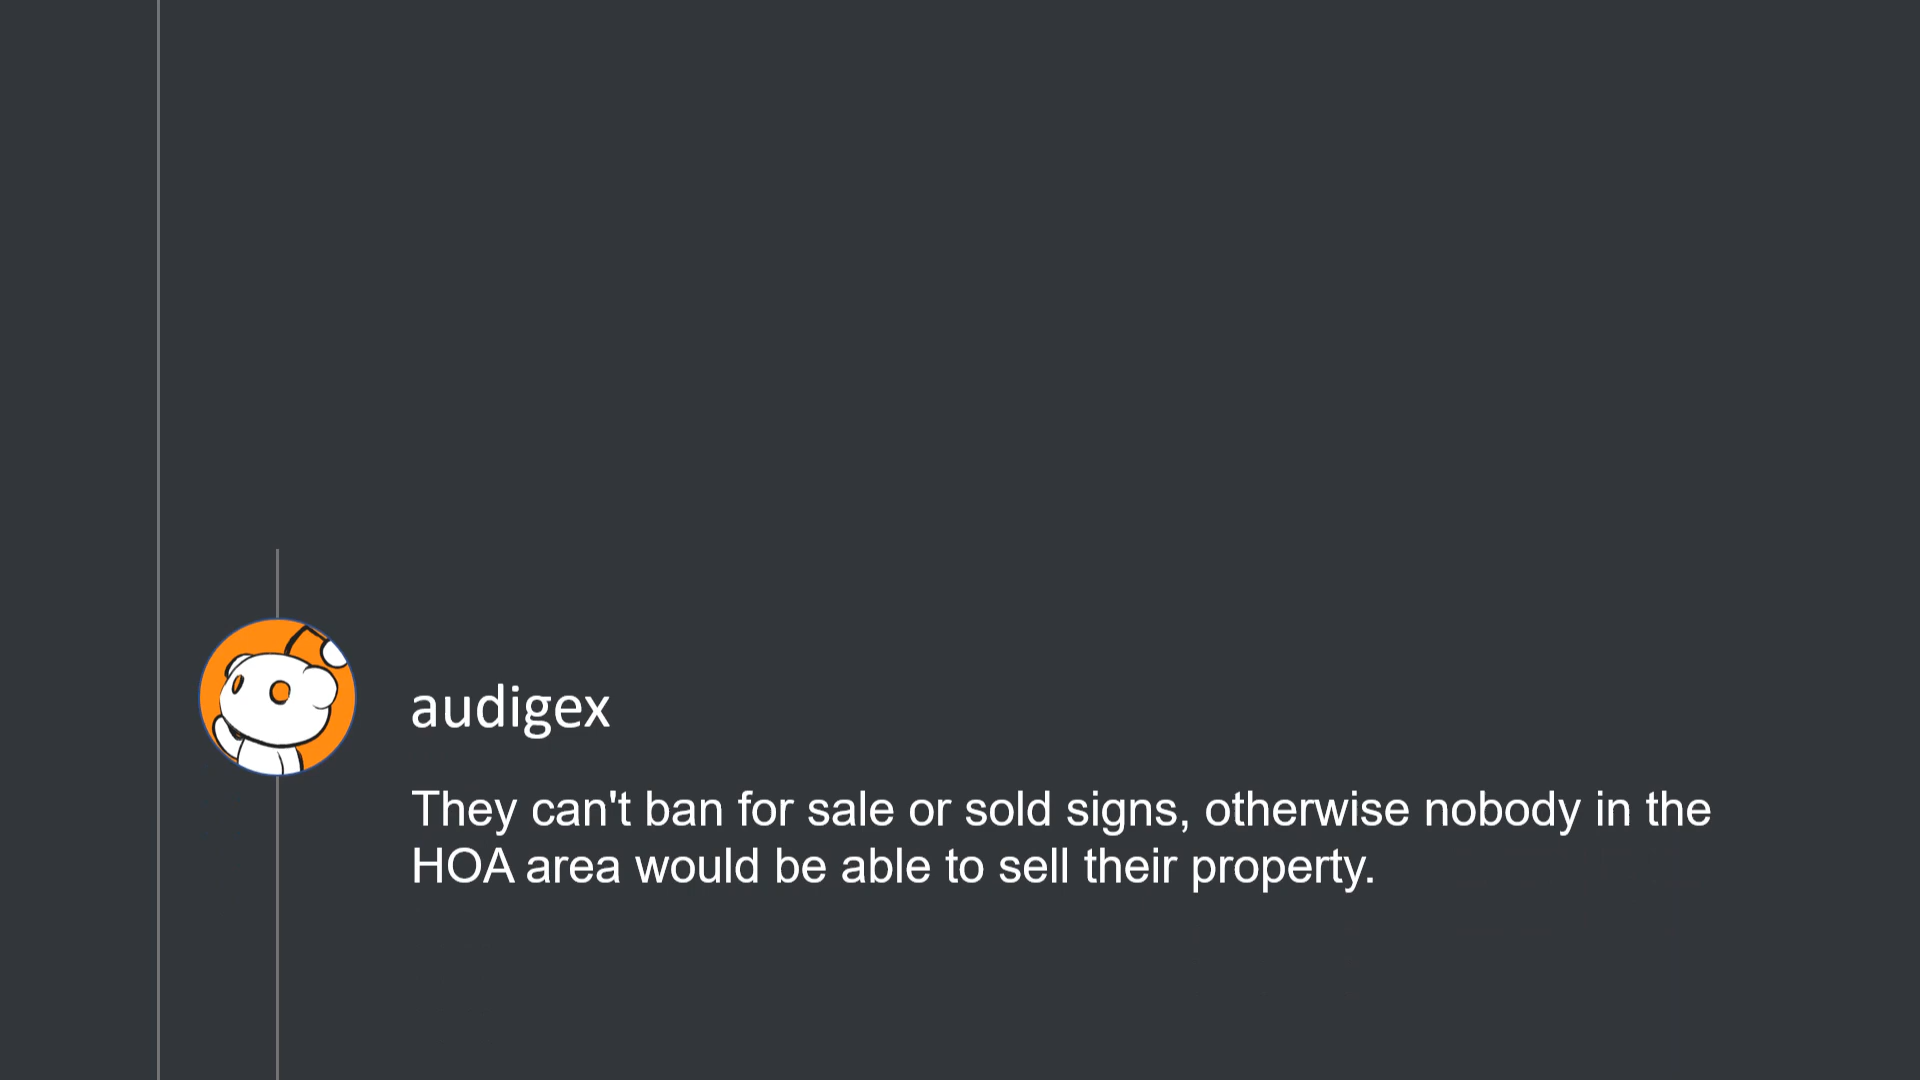 audigex
They can't ban for sale or sold signs, otherwise nobody in the
HOA area would be able to sell their property.